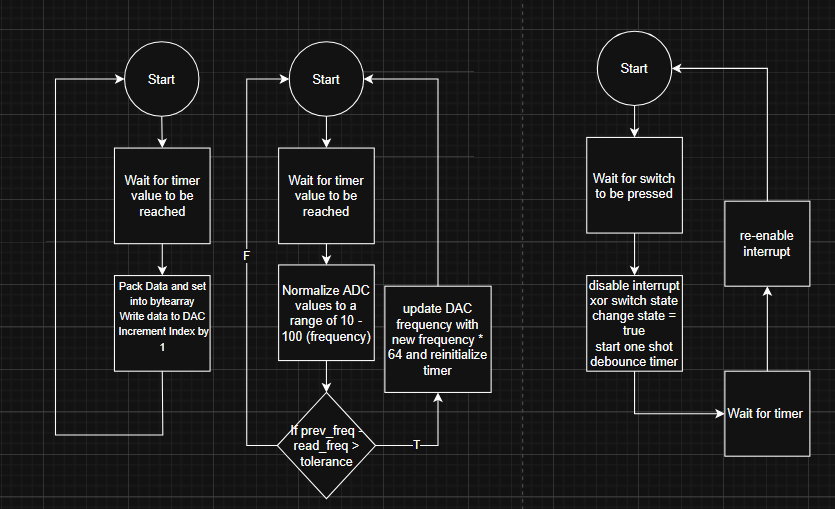 Start
Wait for timer
value to be
reached
Pack Data and set
into bytearray
Write data to DAC
Increment Index by
1
Start
Wait for timer
value to be
reached
Normalize ADC
values to a
range of 10 -
100 (frequency)
If prev_freq -
read_freq >
tolerance
F
T
update DAC
frequency with
new frequency *
64 and reinitialize
timer
Start
Wait for switch
to be pressed
disable interrupt
xor switch state
change state =
true
start one shot
debounce timer
Wait for timer
re-enable
interrupt